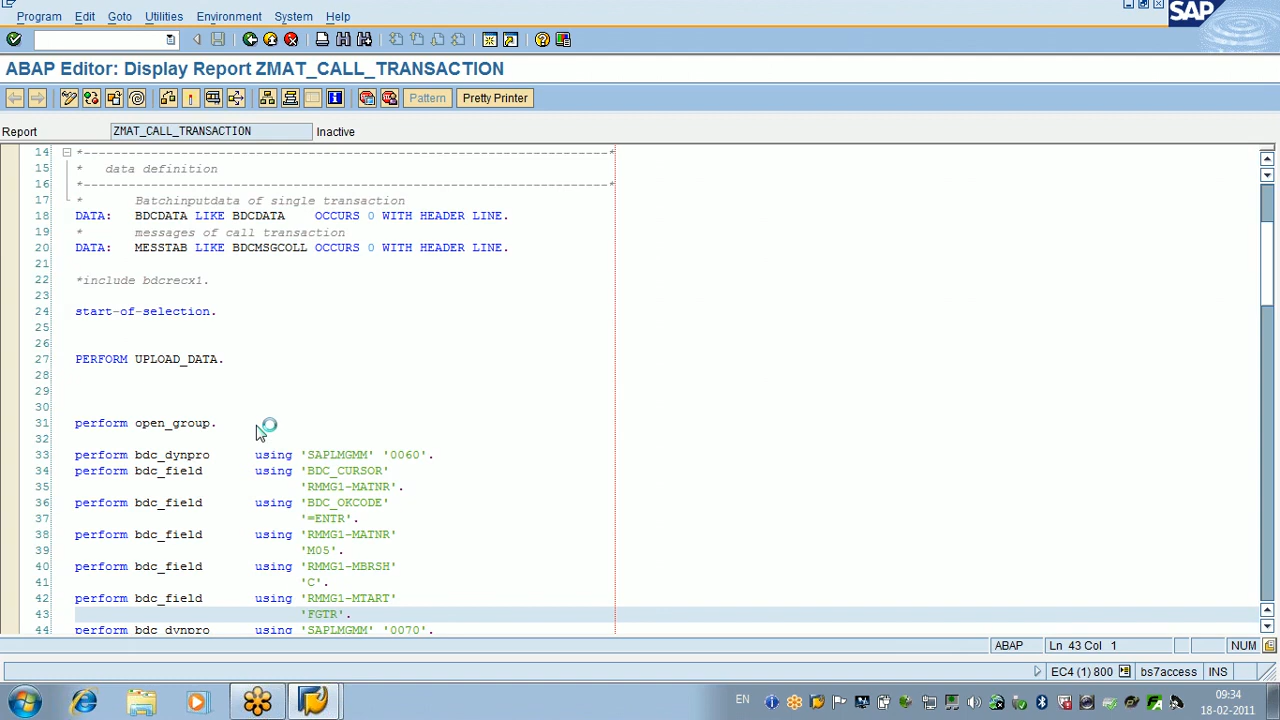 Program Edit Goto Utilities Environment System Help
SAP
ABAP Editor: Display Report ZMAT_CALL_TRANSACTION
Pattern Pretty Printer
Report ZMAT_CALL_TRANSACTION Inactive
14 *---------------------------------------------------------------------*
15 * data definition
16 *---------------------------------------------------------------------*
17 * Batchinputdata of single transaction
18 DATA: BDCDATA LIKE BDCDATA OCCURS 0 WITH HEADER LINE.
19 * messages of call transaction
20 DATA: MESSTAB LIKE BDCMSGCOLL OCCURS 0 WITH HEADER LINE.
21
22 *include bdcrecx1.
23
24 start-of-selection.
25
26
27 PERFORM UPLOAD_DATA.
28
29
30
31 perform open_group.
32
33 perform bdc_dynpro using 'SAPLMGMM' '0060'.
34 perform bdc_field using 'BDC_CURSOR'
35 'RMMG1-MATNR'.
36 perform bdc_field using 'BDC_OKCODE'
37 '=ENTR'.
38 perform bdc_field using 'RMMG1-MATNR'
39 'M05'.
40 perform bdc_field using 'RMMG1-MBRSH'
41 'C'.
42 perform bdc_field using 'RMMG1-MTART'
43 'FGTR'.
44 perform bdc_dynpro using 'SAPLMGMM' '0070'.
ABAP Ln 43 Col 1 NUM
EC4 (1) 800 bs7access INS
EN 09:34
18-02-2011